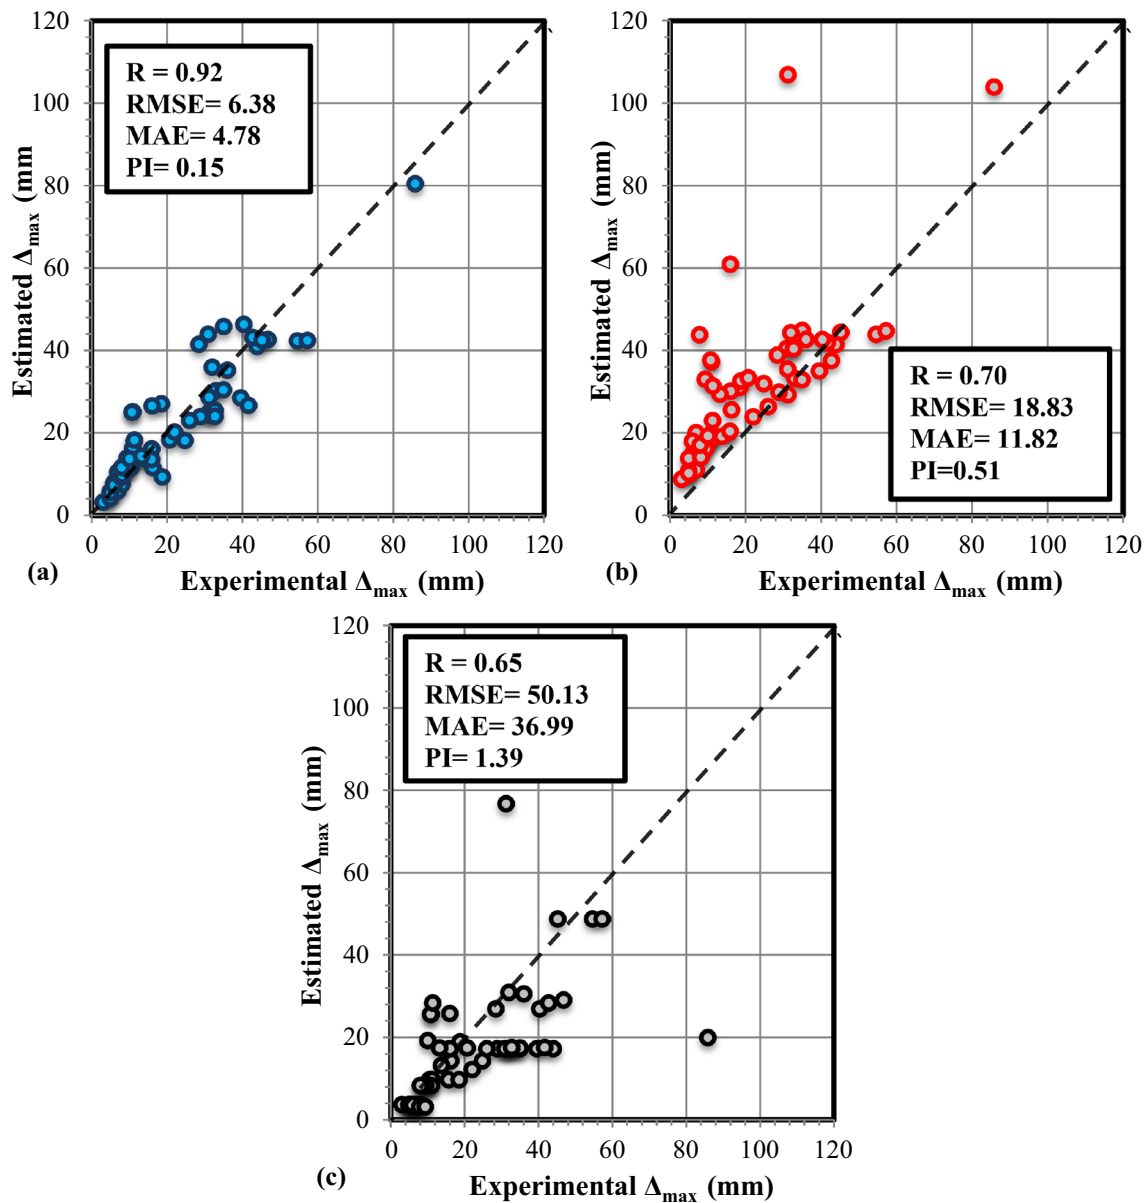 120
100
80
60
40
20
0
Estimated Δmax (mm
R = 0.92
RMSE= 6.38
MAE= 4.78
PI= 0.15
0 20 40 60 80 100 120
(a) Experimental Δmax (mm)
120
100
80
60
40
20
0
Estimated Δmax (mm)
R = 0.70
RMSE= 18.83
MAE= 11.82
PI=0.51
0 20 40 60 80 100 120
(b) Experimental Δmax (mm)
120
100
80
60
40
20
0
Estimated Δmax (mm)
R = 0.65
RMSE= 50.13
MAE= 36.99
PI= 1.39
0 20 40 60 80 100 120
(c) Experimental Δmax (mm)